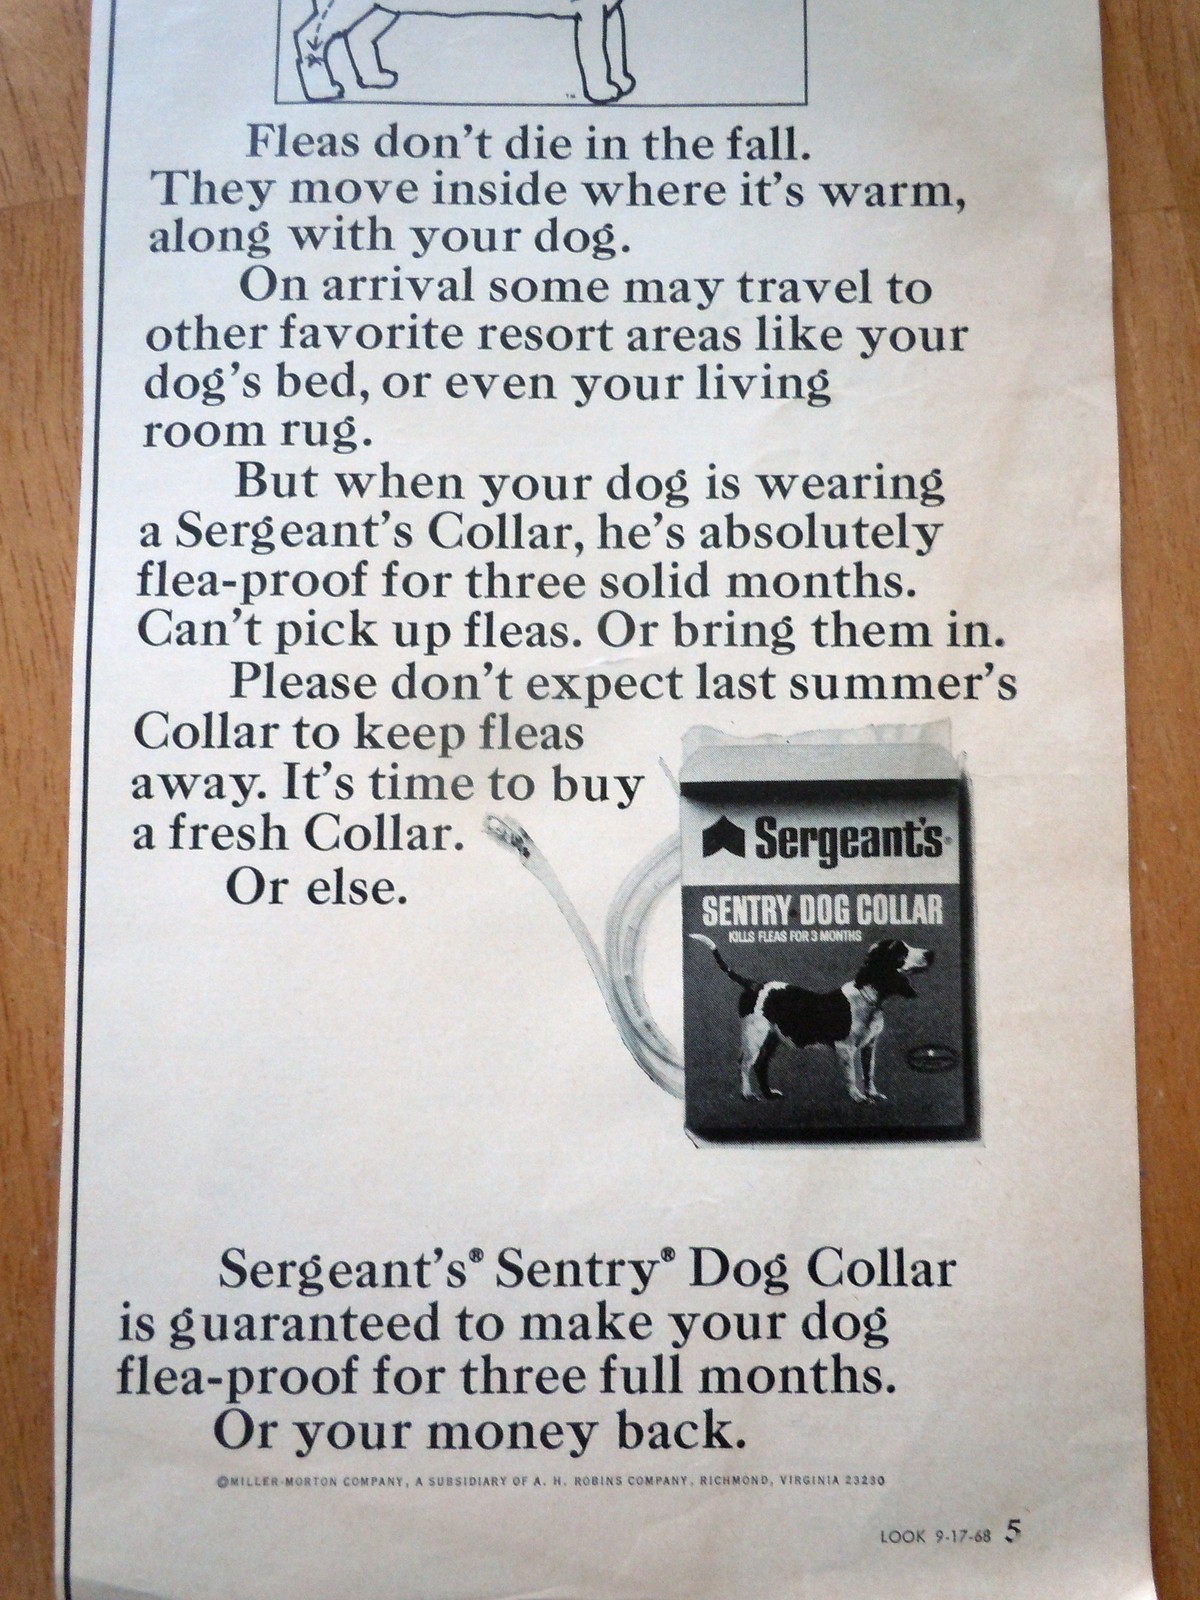 Fleas don't die in the fall.
They move inside where it's warm,
along with your dog.
On arrival some may travel to
other favorite resort areas like your
dog's bed, or even your living
room rug.
But when your dog is wearing
a Sergeant's Collar, he's absolutely
flea-proof for three solid months.
Can't pick up fleas. Or bring them in.
Please don't expect last summer's
Collar to keep fleas
away. It's time to buy
a fresh Collar.
Or else.
Sergeant's®
SENTRY DOG COLLAR
KILLS FLEAS FOR 3 MONTHS
Sergeant's® Sentry® Dog Collar
is guaranteed to make your dog
flea-proof for three full months.
Or your money back.
©MILLER-MORTON COMPANY, A SUBSIDIARY OF A. H. ROBINS COMPANY, RICHMOND, VIRGINIA 23230
LOOK 9-17-68 5